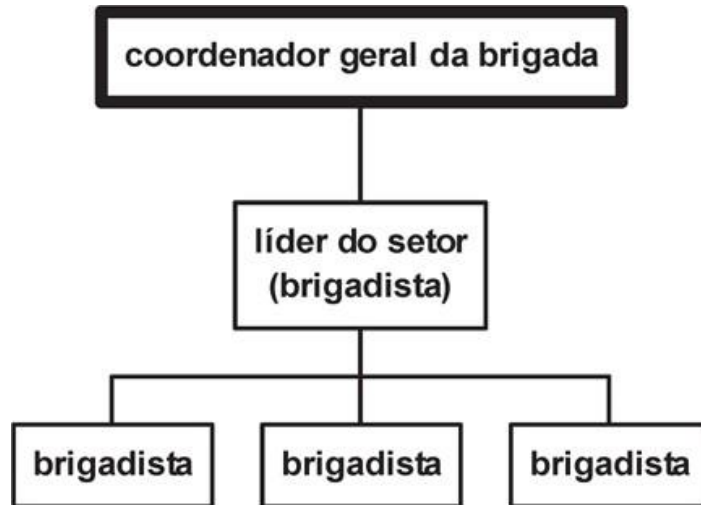 coordenador geral da brigada
líder do setor
(brigadista)
brigadista
brigadista
brigadista